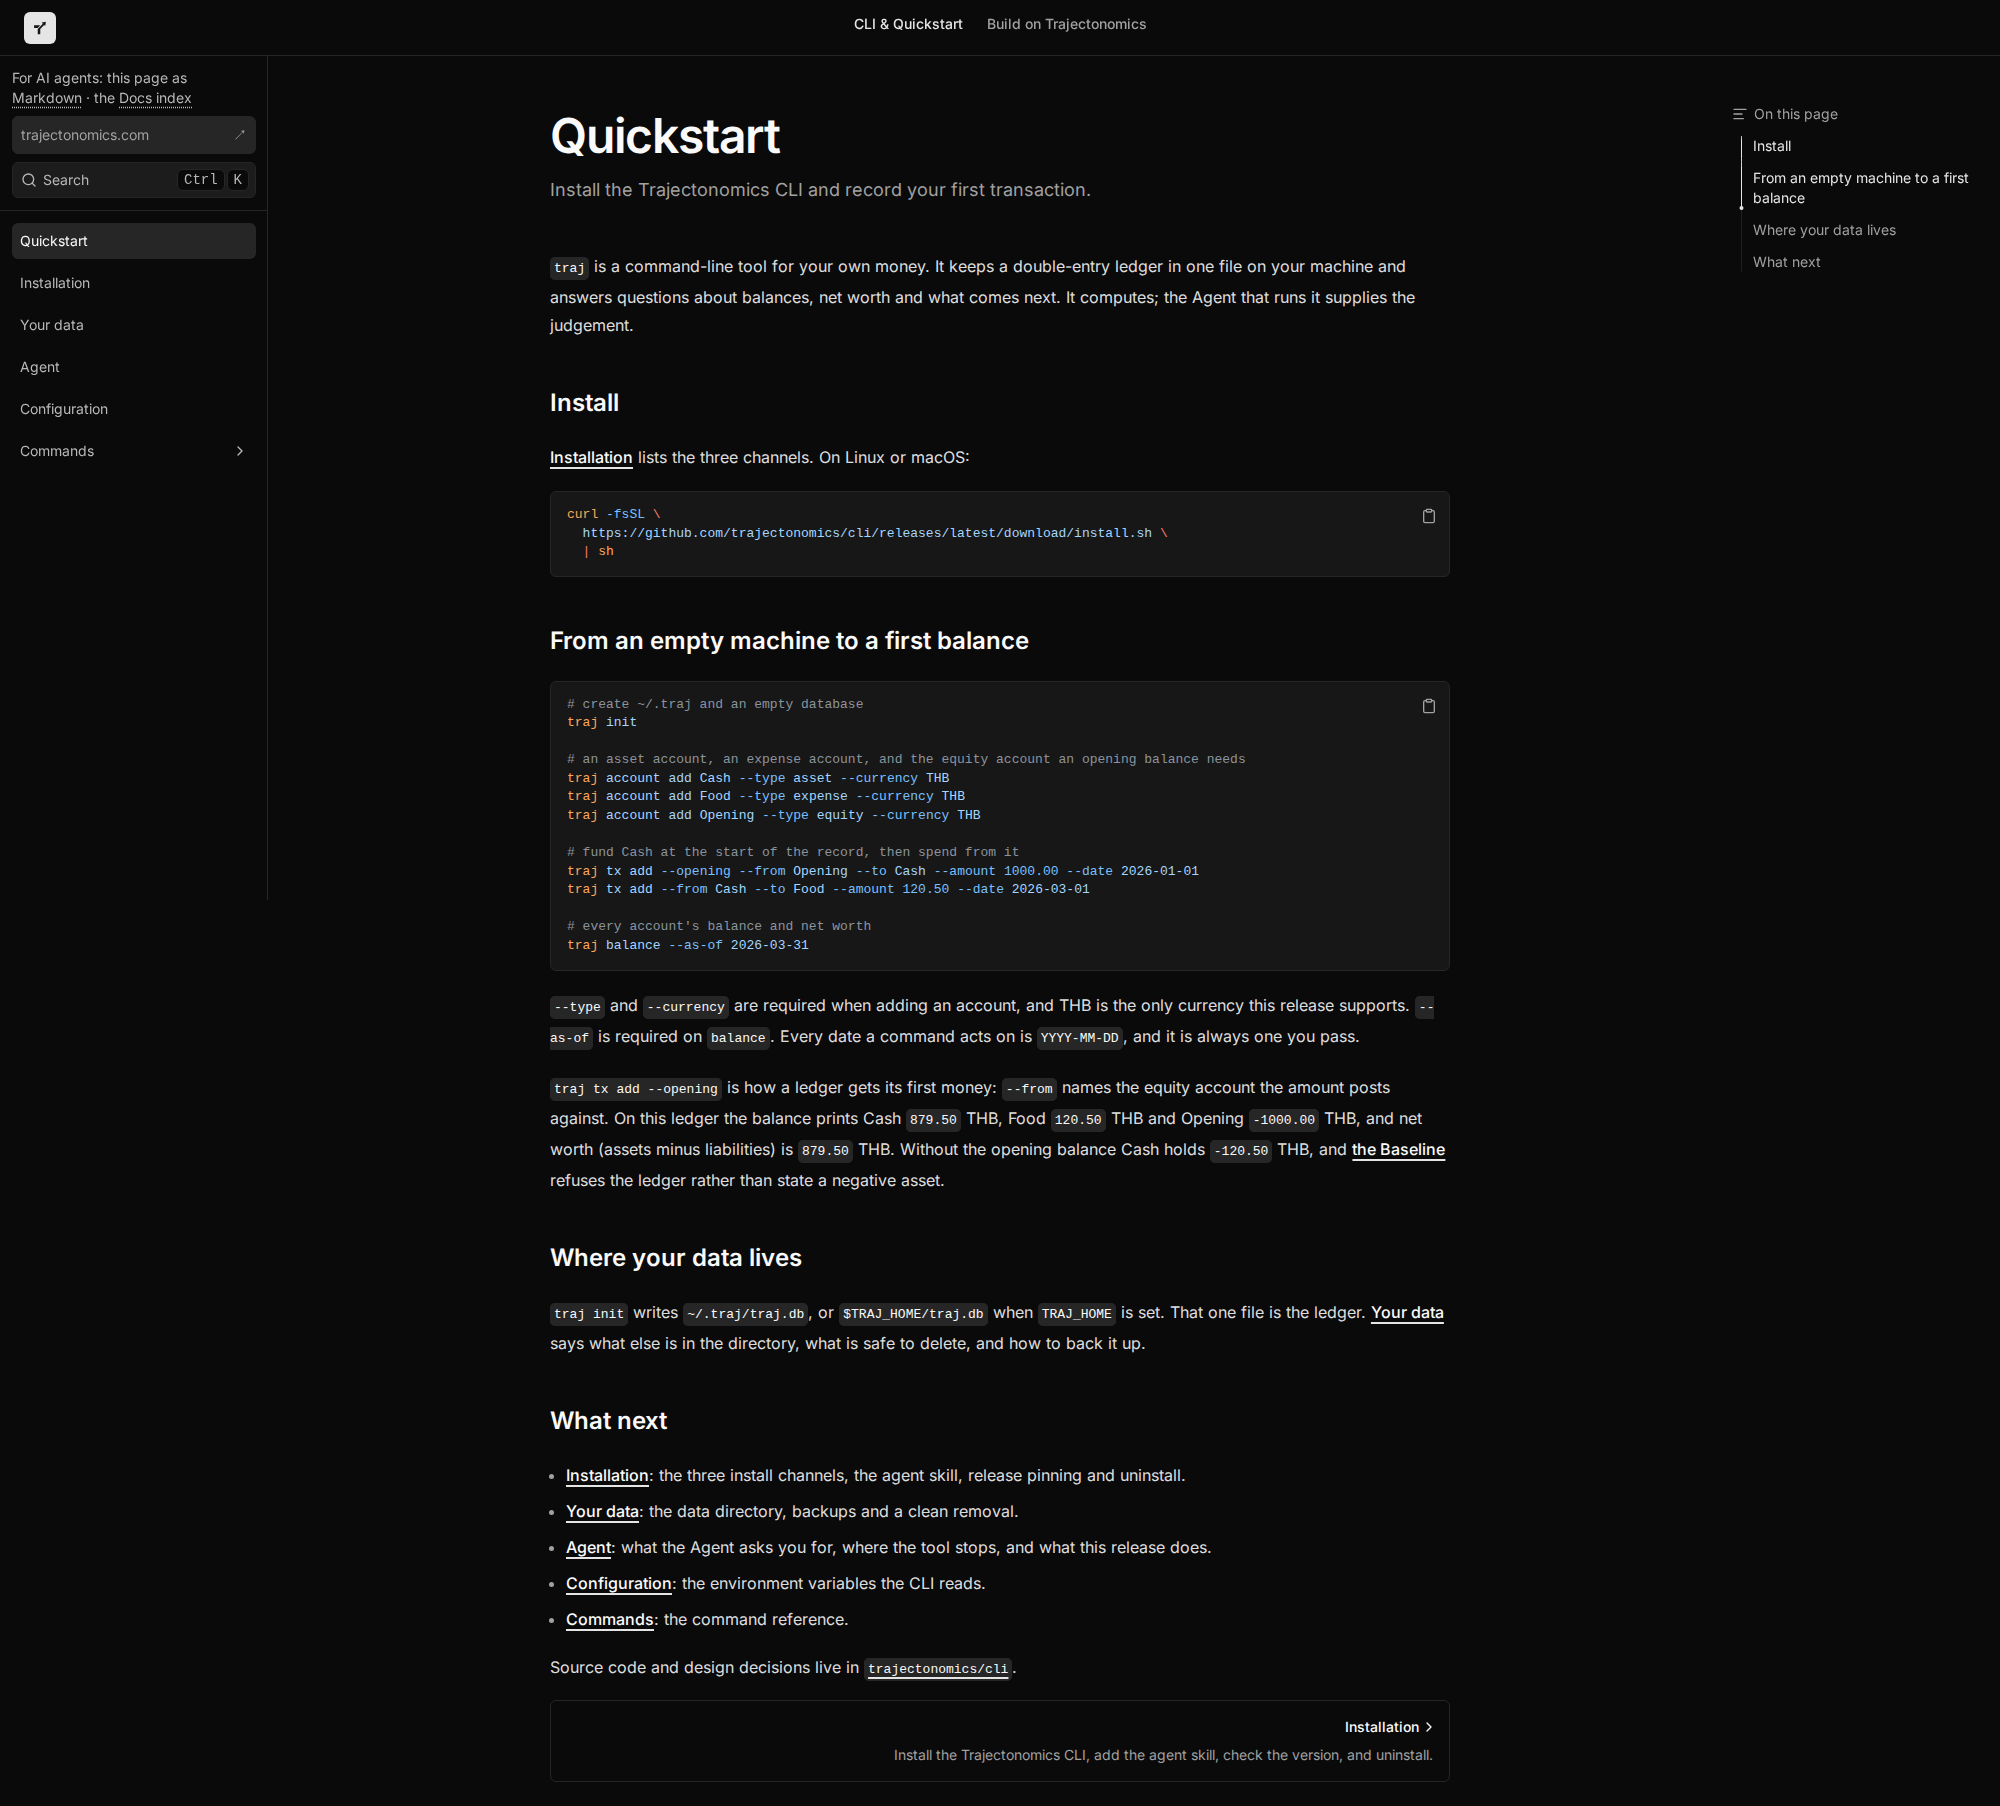 CLI & Quickstart
Build on Trajectonomics
For AI agents: this page as
Markdown · the Docs index
trajectonomics.com
Search
Ctrl K
Quickstart
Installation
Your data
Agent
Configuration
Commands
Quickstart
Install the Trajectonomics CLI and record your first transaction.
traj is a command-line tool for your own money. It keeps a double-entry ledger in one file on your machine and
answers questions about balances, net worth and what comes next. It computes; the Agent that runs it supplies the
judgement.
Install
Installation lists the three channels. On Linux or macOS:
curl -fsSL \
https://github.com/trajectonomics/cli/releases/latest/download/install.sh \
| sh
From an empty machine to a first balance
# create ~/.traj and an empty database
traj init
# an asset account, an expense account, and the equity account an opening balance needs
traj account add Cash --type asset --currency THB
traj account add Food --type expense --currency THB
traj account add Opening --type equity --currency THB
# fund Cash at the start of the record, then spend from it
traj tx add --opening --from Opening --to Cash --amount 1000.00 --date 2026-01-01
traj tx add --from Cash --to Food --amount 120.50 --date 2026-03-01
# every account's balance and net worth
traj balance --as-of 2026-03-31
--type and --currency are required when adding an account, and THB is the only currency this release supports. --
as-of is required on balance. Every date a command acts on is YYYY-MM-DD, and it is always one you pass.
traj tx add --opening is how a ledger gets its first money: --from names the equity account the amount posts
against. On this ledger the balance prints Cash 879.50 THB, Food 120.50 THB and Opening -1000.00 THB, and net
worth (assets minus liabilities) is 879.50 THB. Without the opening balance Cash holds -120.50 THB, and the Baseline
refuses the ledger rather than state a negative asset.
Where your data lives
traj init writes ~/.traj/traj.db, or $TRAJ_HOME/traj.db when TRAJ_HOME is set. That one file is the ledger. Your data
says what else is in the directory, what is safe to delete, and how to back it up.
What next
Installation: the three install channels, the agent skill, release pinning and uninstall.
Your data: the data directory, backups and a clean removal.
Agent: what the Agent asks you for, where the tool stops, and what this release does.
Configuration: the environment variables the CLI reads.
Commands: the command reference.
Source code and design decisions live in trajectonomics/cli.
Installation
Install the Trajectonomics CLI, add the agent skill, check the version, and uninstall.
On this page
Install
From an empty machine to a first
balance
Where your data lives
What next